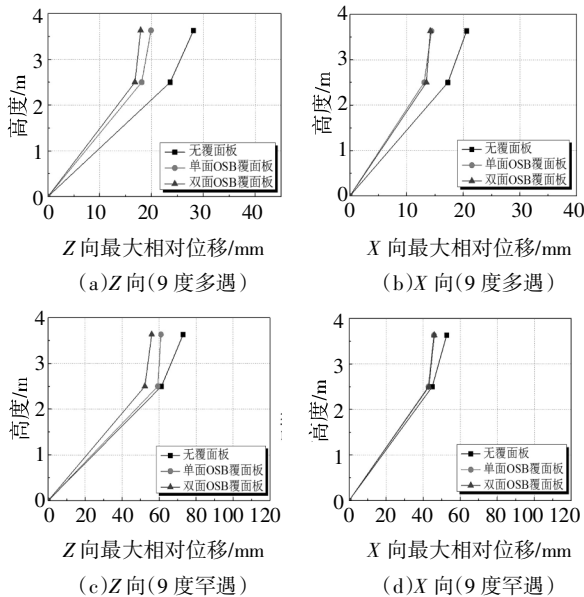 4
3
2
1
0
高度/m
无覆面板
单面OSB覆面板
双面OSB覆面板
0 10 20 30 40
Z 向最大相对位移/mm
(a)Z 向(9 度多遇)
4
3
2
1
0
高度/m
无覆面板
单面OSB覆面板
双面OSB覆面板
0 10 20 30 40
X 向最大相对位移/mm
(b)X 向(9 度多遇)
4
3
2
1
0
高度/m
无覆面板
单面OSB覆面板
双面OSB覆面板
0 20 40 60 80 100 120
Z 向最大相对位移/mm
(c)Z 向(9 度罕遇)
4
3
2
1
0
高度/m
无覆面板
单面OSB覆面板
双面OSB覆面板
0 20 40 60 80 100 120
X 向最大相对位移/mm
(d)X 向(9 度罕遇)